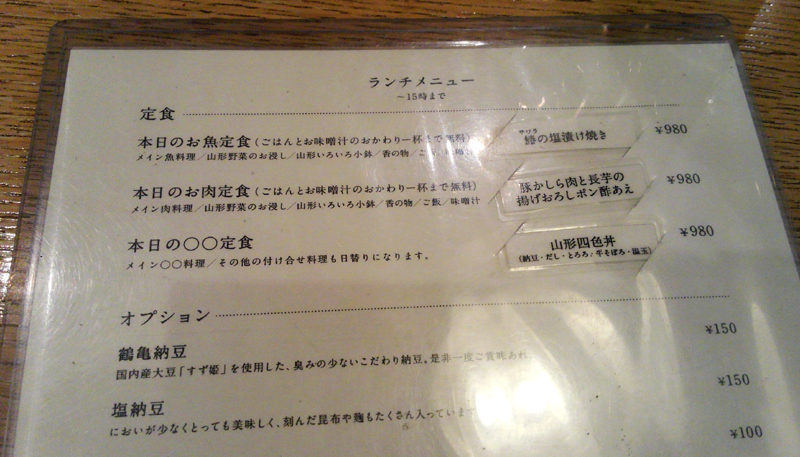 ランチメニュー
～15時まで
定食
本日のお魚定食(ごはんとお味噌汁のおかわり一杯まで無料)
メイン魚料理／山形野菜のお浸し／山形いろいろ小鉢／香の物／ご飯／味噌汁
サワラ
鰆の塩漬け焼き
¥980
本日のお肉定食(ごはんとお味噌汁のおかわり一杯まで無料)
メイン肉料理／山形野菜のお浸し／山形いろいろ小鉢／香の物／ご飯／味噌汁
豚かしら肉と長芋の
揚げおろしポン酢あえ
¥980
本日の〇〇定食
メイン〇〇料理／その他の付け合せ料理も日替りになります。
山形四色丼
(納豆・だし・とろろ・牛そぼろ・温玉)
¥980
オプション
¥150
鶴亀納豆
国内産大豆「すず姫」を使用した、臭みの少ないこだわり納豆。是非一度ご賞味あれ
¥150
塩納豆
においが少なくとっても美味しく、刻んだ昆布や麹もたくさん入っています
¥100